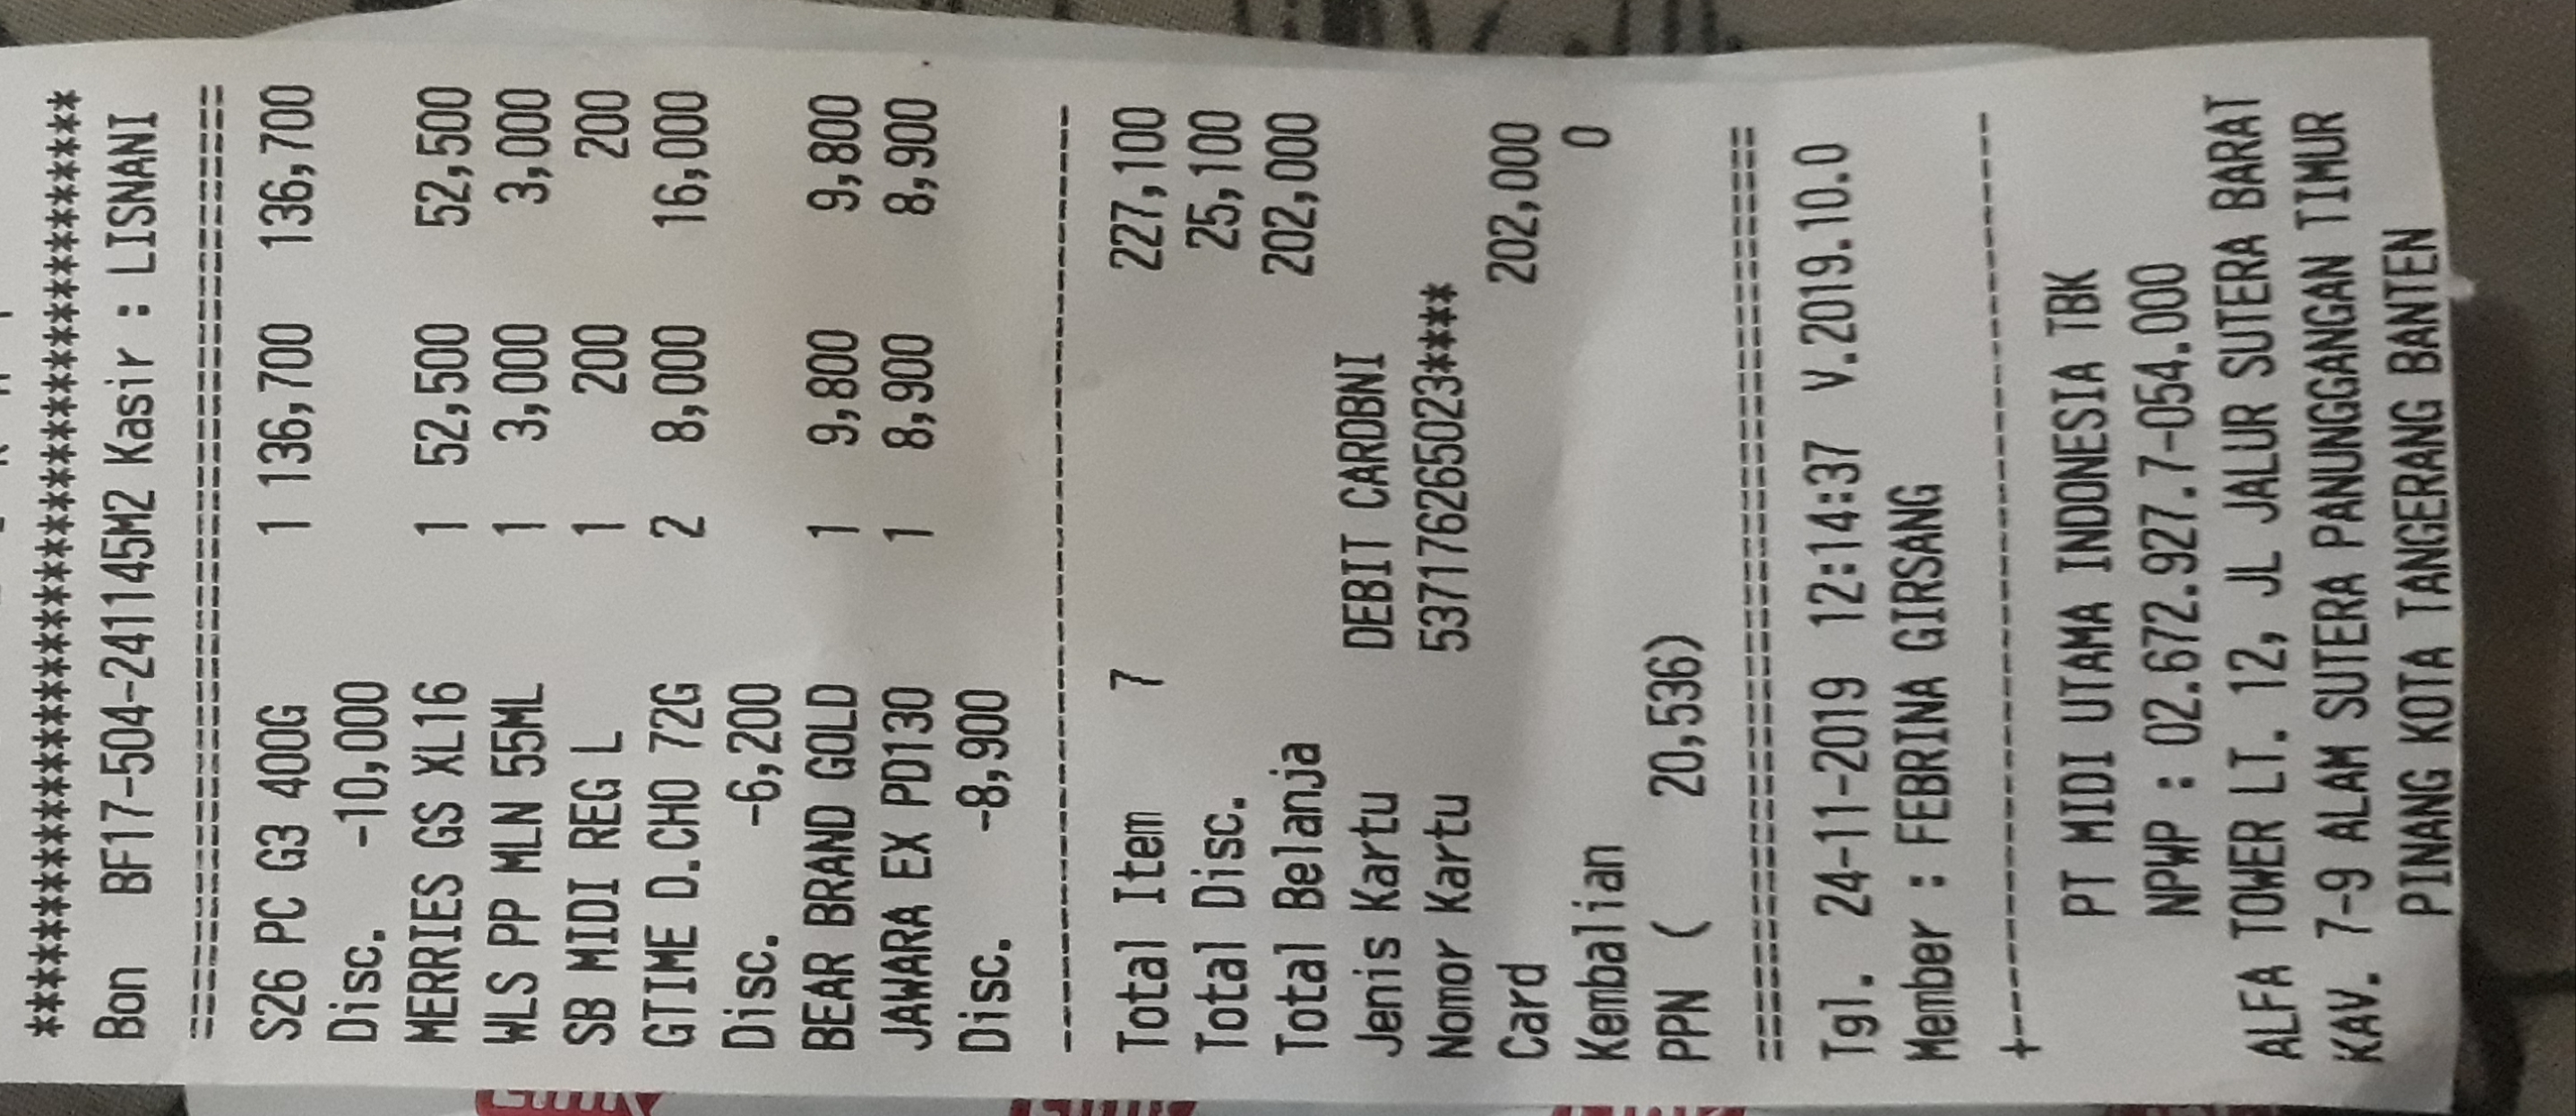 ****************************************
Bon BF17-504-241145M2 Kasir : LISNANI
========================================
S26 PC G3 400G 1 136,700 136,700
Disc. -10,000
MERRIES GS XL16 1 52,500 52,500
WLS PP MLN 55ML 1 3,000 3,000
SB MIDI REG L 1 200 200
GTIME D.CHO 72G 2 8,000 16,000
Disc. -6,200
BEAR BRAND GOLD 1 9,800 9,800
JAWARA EX PD130 1 8,900 8,900
Disc. -8,900
----------------------------------------
Total Item 7 227,100
Total Disc. 25,100
Total Belanja 202,000
Jenis Kartu DEBIT CARDBNI
Nomor Kartu 537176265023****
Card 202,000
Kembalian 0
PPN ( 20,536)
========================================
Tgl. 24-11-2019 12:14:37 V.2019.10.0
Member : FEBRINA GIRSANG
+---------------------------------------
PT MIDI UTAMA INDONESIA TBK
NPWP : 02.672.927.7-054.000
ALFA TOWER LT. 12, JL JALUR SUTERA BARAT
KAV. 7-9 ALAM SUTERA PANUNGGANGAN TIMUR
PINANG KOTA TANGERANG BANTEN